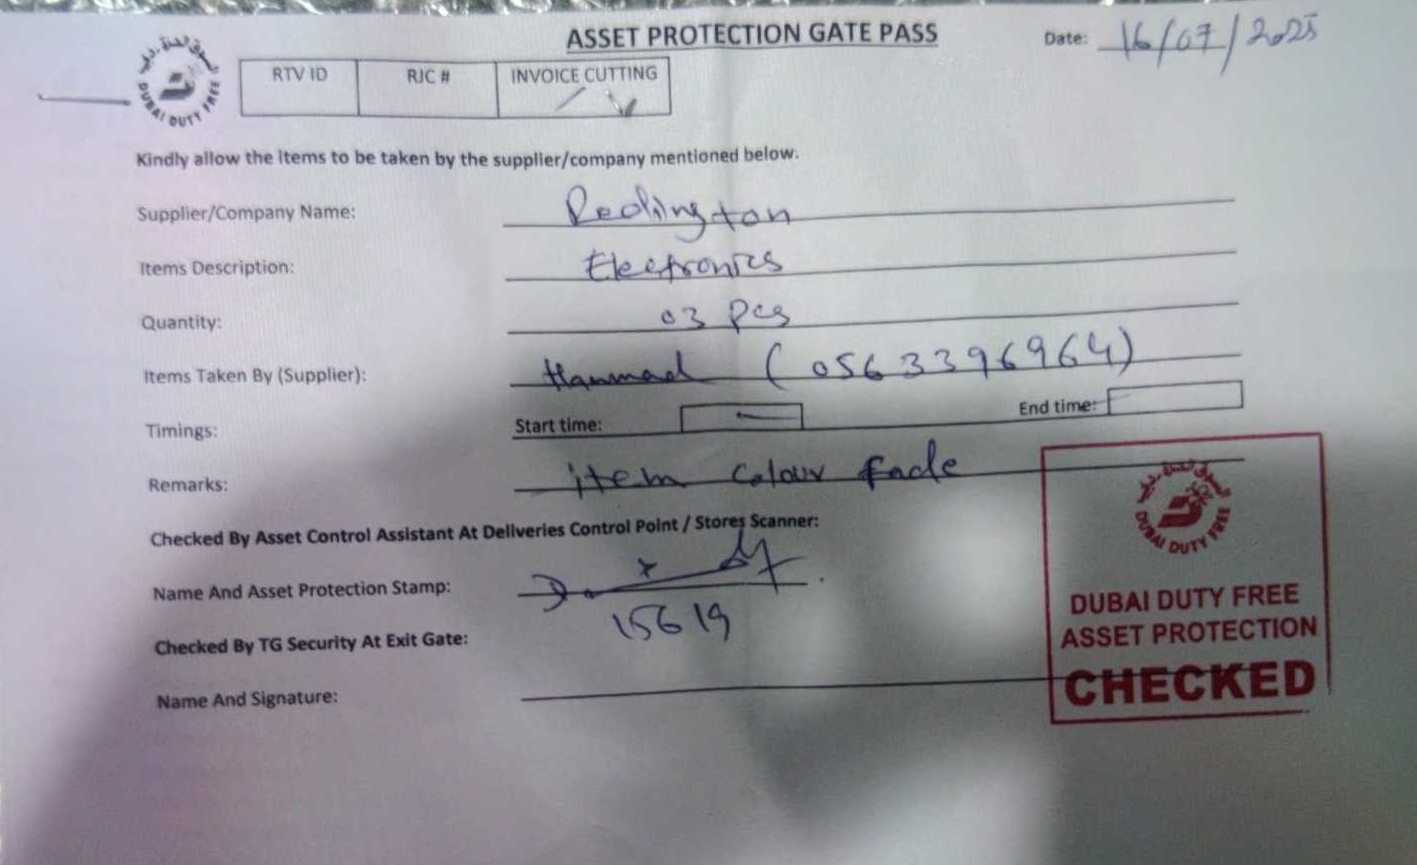 ASSET PROTECTION GATE PASS
Date: 16/07/2025
DUBAI DUTY FREE
RTV ID RJC # INVOICE CUTTING
Kindly allow the items to be taken by the supplier/company mentioned below.
Supplier/Company Name: Redington
Items Description: Electronics
Quantity: 03 Pcs
Items Taken By (Supplier): Hammad (0563396964)
Timings: Start time: End time:
Remarks: item Colour fade
Checked By Asset Control Assistant At Deliveries Control Point / Stores Scanner:
Name And Asset Protection Stamp:
15619
Checked By TG Security At Exit Gate:
Name And Signature:
DUBAI DUTY FREE
DUBAI DUTY FREE
ASSET PROTECTION
CHECKED